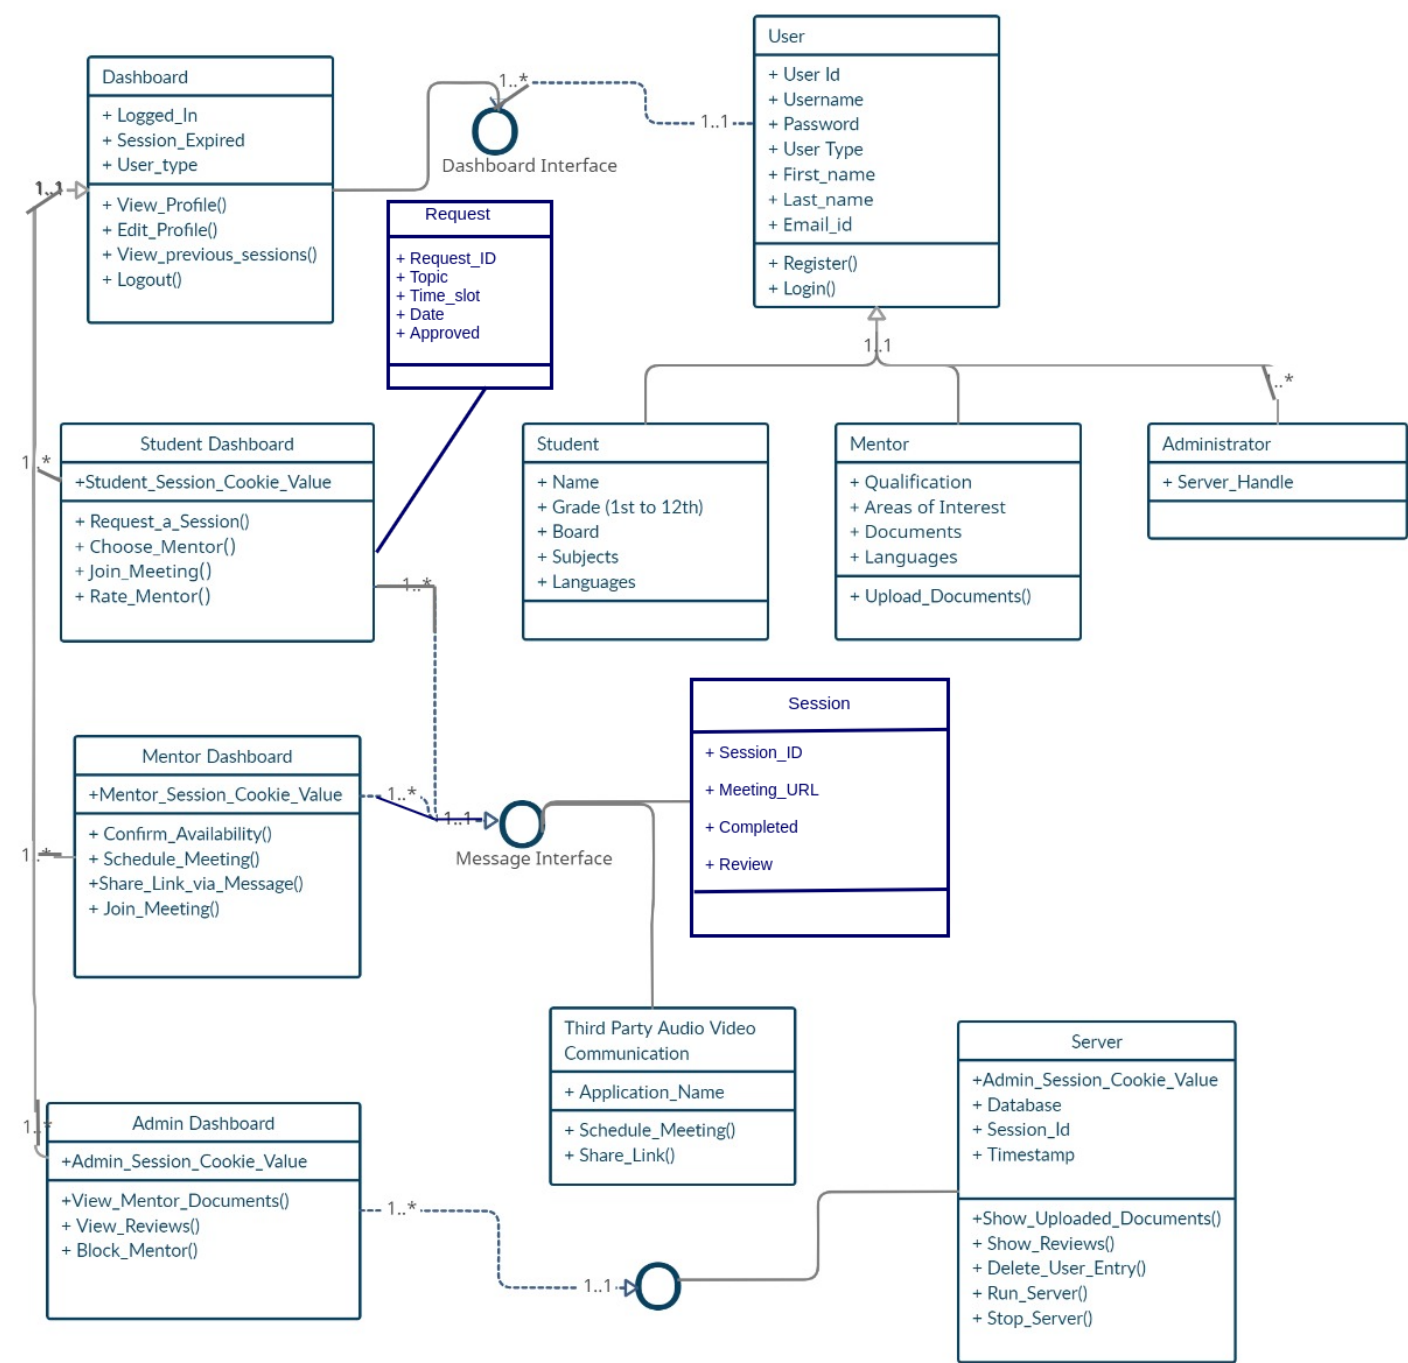 Dashboard
+ Logged_In
+ Session_Expired
+ User_type
+ View_Profile()
+ Edit_Profile()
+ View_previous_sessions()
+ Logout()
1..*
Dashboard Interface
1..1
User
+ User Id
+ Username
+ Password
+ User Type
+ First_name
+ Last_name
+ Email_id
+ Register()
+ Login()
1..1
Request
+ Request_ID
+ Topic
+ Time_slot
+ Date
+ Approved
1..1
1..*
Student Dashboard
+Student_Session_Cookie_Value
+ Request_a_Session()
+ Choose_Mentor()
+ Join_Meeting()
+ Rate_Mentor()
1..*
1..*
Student
+ Name
+ Grade (1st to 12th)
+ Board
+ Subjects
+ Languages
Mentor
+ Qualification
+ Areas of Interest
+ Documents
+ Languages
+ Upload_Documents()
Administrator
+ Server_Handle
Mentor Dashboard
+Mentor_Session_Cookie_Value
+ Confirm_Availability()
+ Schedule_Meeting()
+Share_Link_via_Message()
+ Join_Meeting()
1..*
1..*
1..1
Message Interface
Session
+ Session_ID
+ Meeting_URL
+ Completed
+ Review
Third Party Audio Video
Communication
+ Application_Name
+ Schedule_Meeting()
+ Share_Link()
Admin Dashboard
+Admin_Session_Cookie_Value
+View_Mentor_Documents()
+ View_Reviews()
+ Block_Mentor()
1..*
1..*
1..1
Server
+Admin_Session_Cookie_Value
+ Database
+ Session_Id
+ Timestamp
+Show_Uploaded_Documents()
+ Show_Reviews()
+ Delete_User_Entry()
+ Run_Server()
+ Stop_Server()